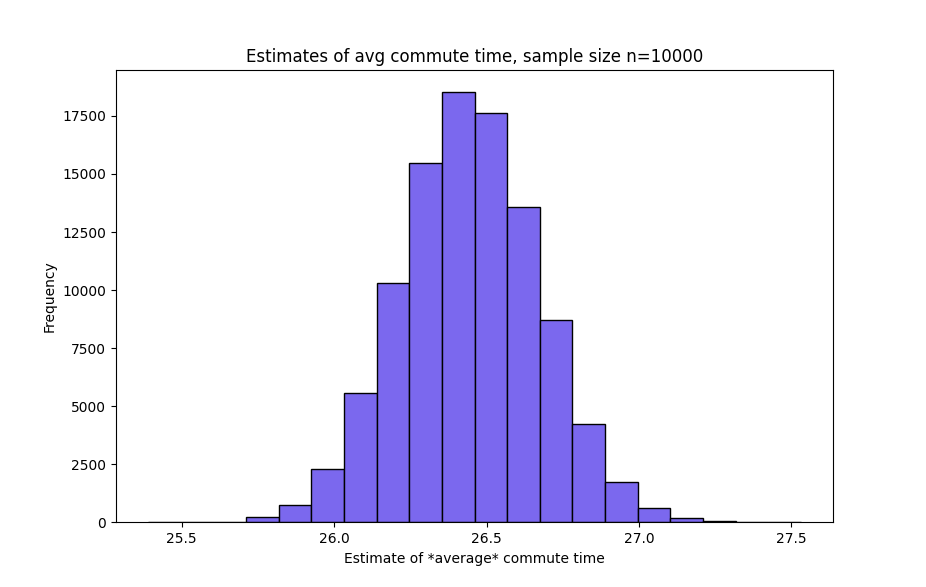 Estimates of avg commute time, sample size n=10000
17500
15000
12500
10000
7500
5000
2500
0
Frequency
25.5 26.0 26.5 27.0 27.5
Estimate of *average* commute time